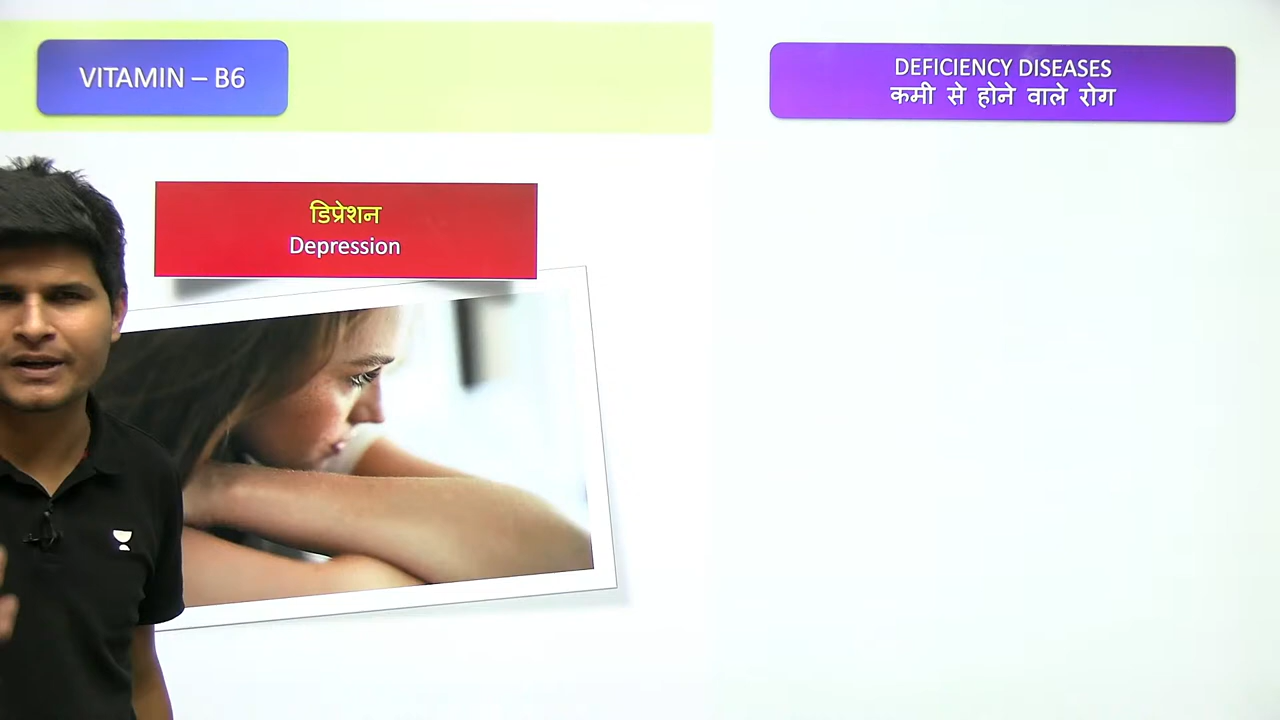 VITAMIN – B6
DEFICIENCY DISEASES
कमी से होने वाले रोग
डिप्रेशन
Depression